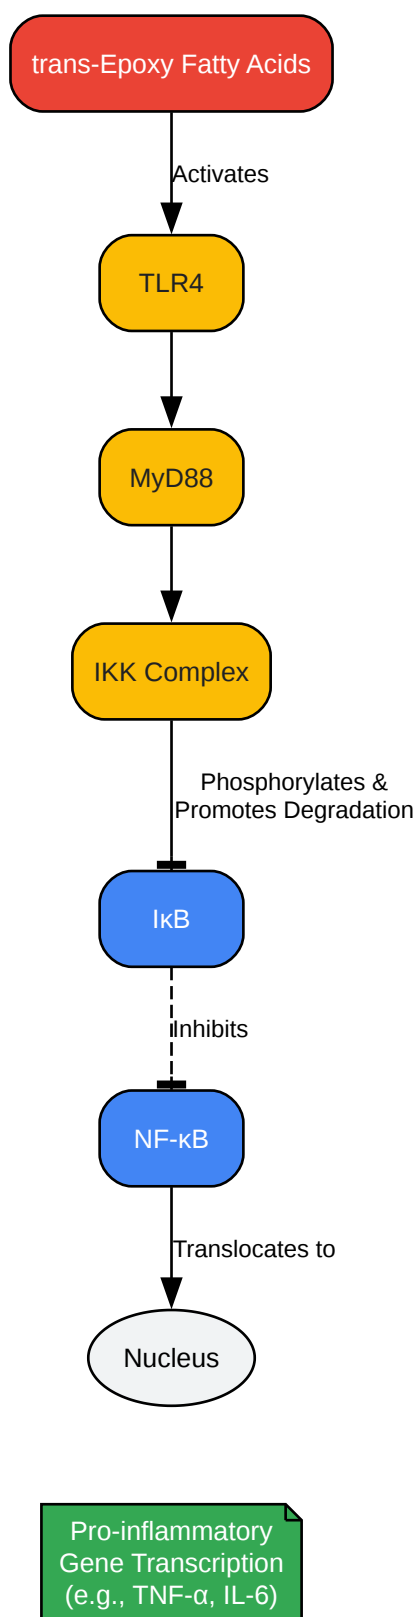 trans-Epoxy Fatty Acids
Activates
TLR4
MyD88
IKK Complex
Phosphorylates &
Promotes Degradation
IκB
Inhibits
NF-κB
Translocates to
Nucleus
Pro-inflammatory
Gene Transcription
(e.g., TNF-α, IL-6)